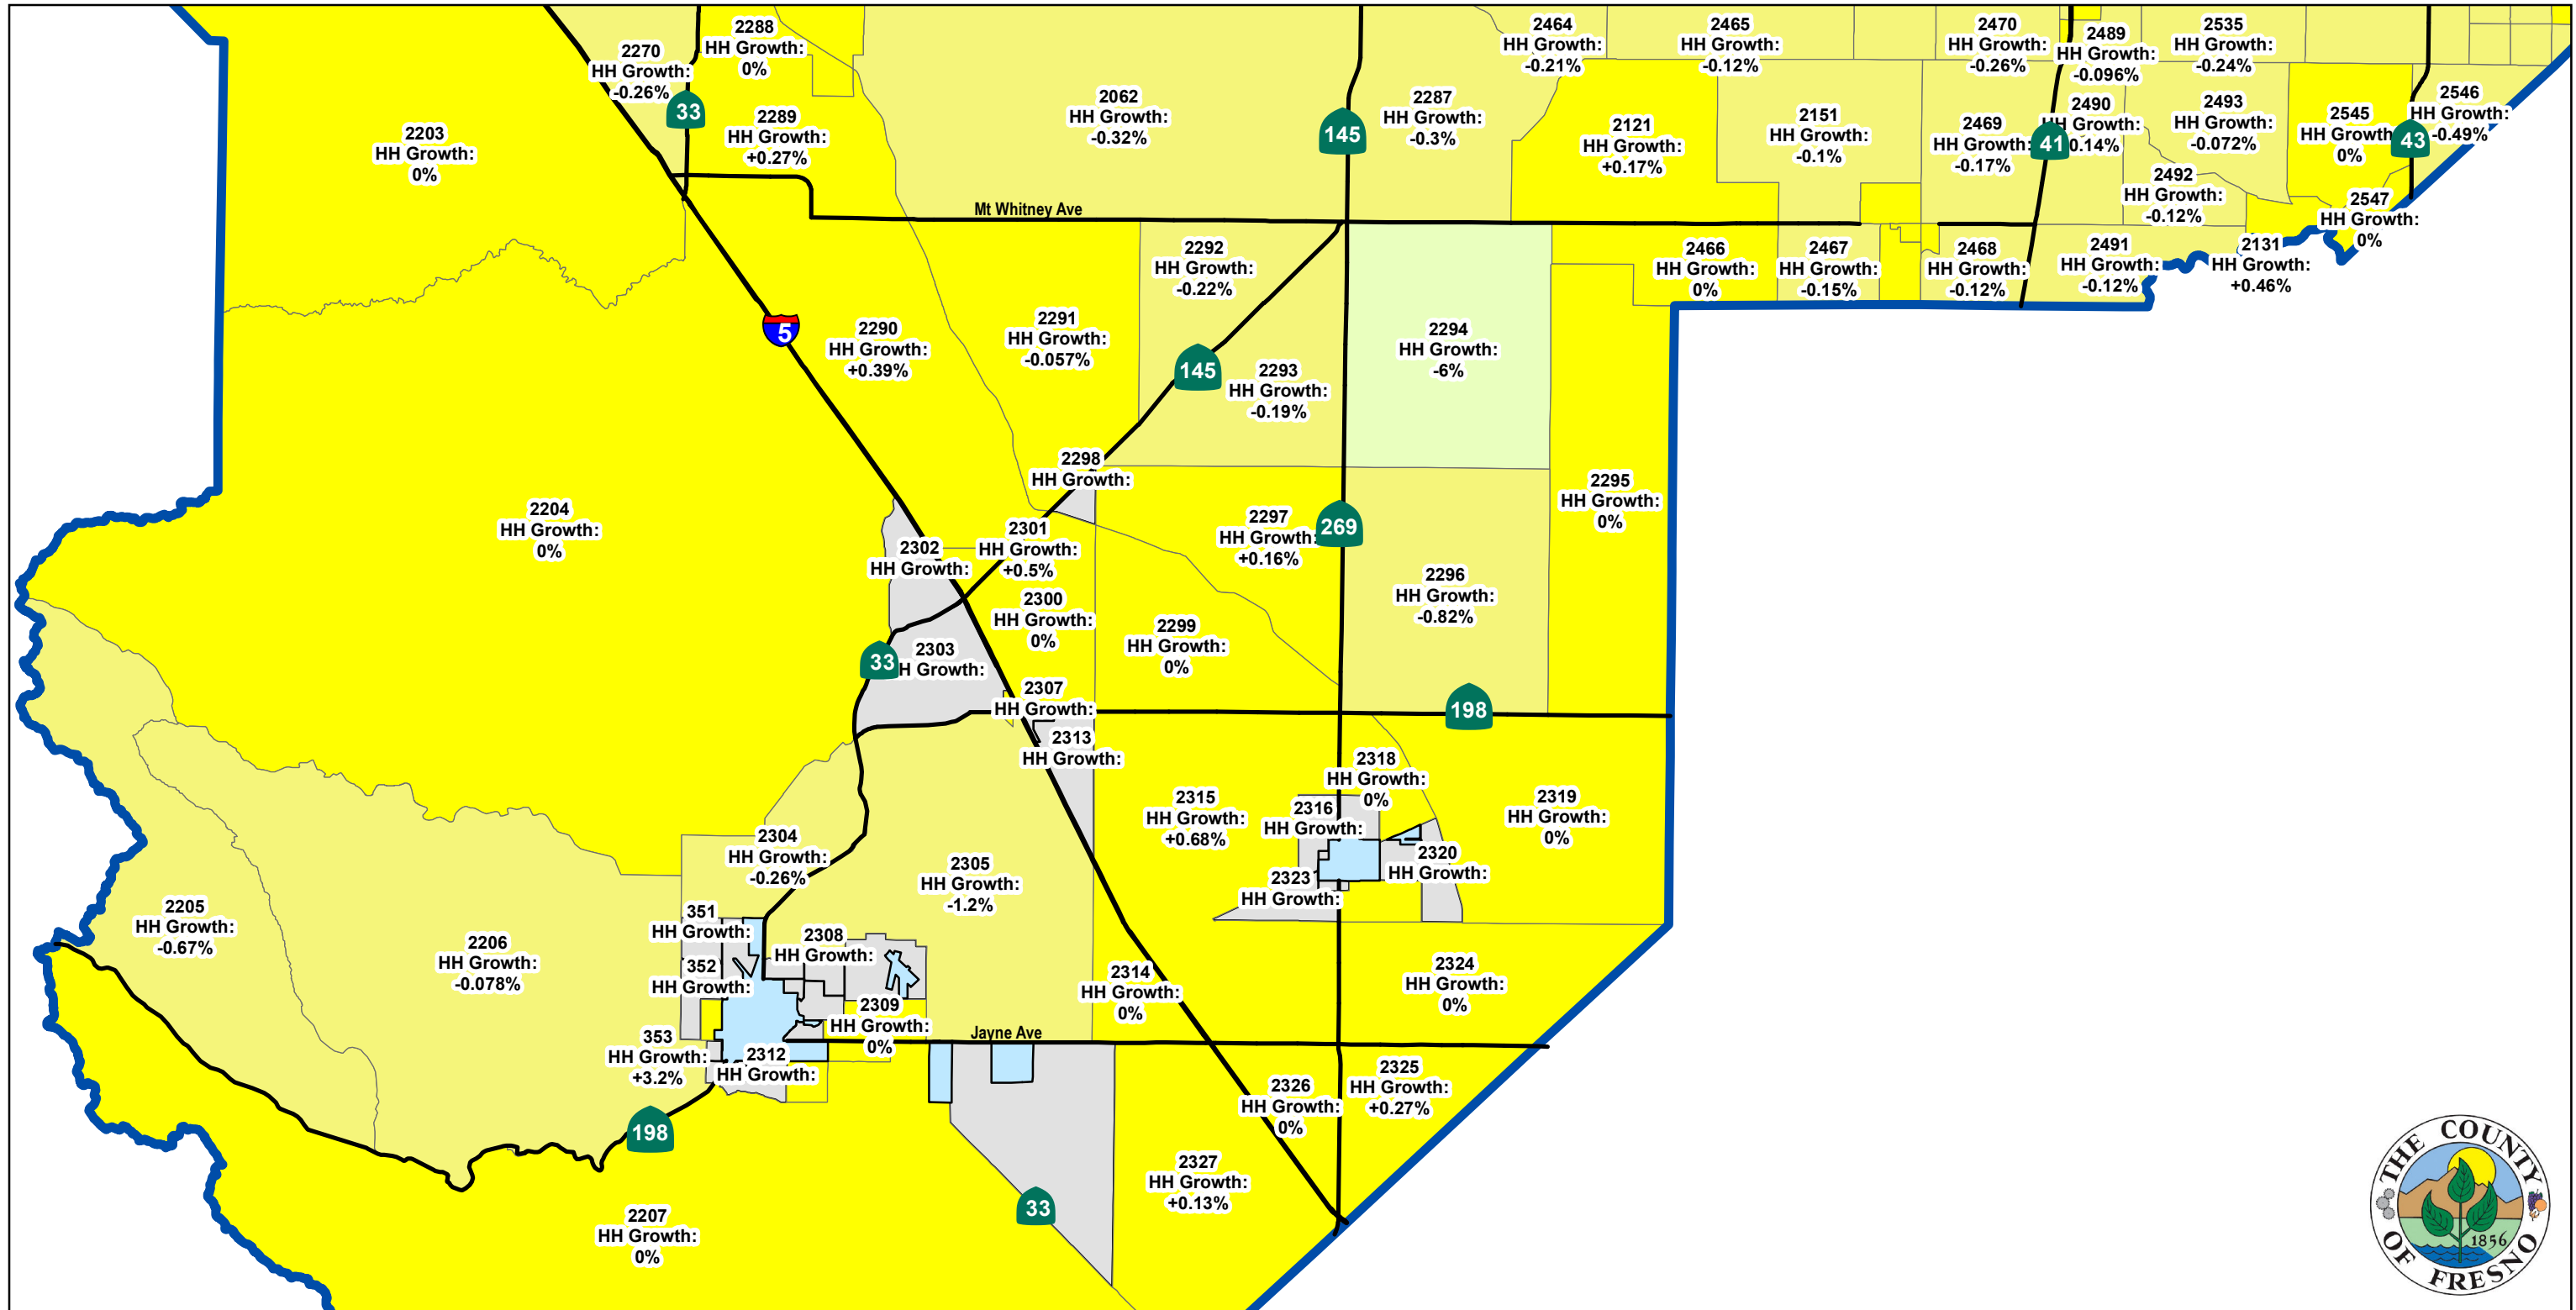 2288
HH Growth:
0%
2270
HH Growth:
-0.26%
33
2289
HH Growth:
+0.27%
2203
HH Growth:
0%
2062
HH Growth:
-0.32%
145
2287
HH Growth:
-0.3%
2464
HH Growth:
-0.21%
2465
HH Growth:
-0.12%
2470
HH Growth:
-0.26%
2489
HH Growth:
-0.096%
2535
HH Growth:
-0.24%
2121
HH Growth:
+0.17%
2151
HH Growth:
-0.1%
2469
HH Growth:
-0.17%
41
2490
HH Growth:
0.14%
2493
HH Growth:
-0.072%
2545
HH Growth
0%
43
2546
HH Growth:
-0.49%
2492
HH Growth:
-0.12%
2547
HH Growth:
0%
Mt Whitney Ave
2292
HH Growth:
-0.22%
2466
HH Growth:
0%
2467
HH Growth:
-0.15%
2468
HH Growth:
-0.12%
2491
HH Growth:
-0.12%
2131
HH Growth:
+0.46%
5
2290
HH Growth:
+0.39%
2291
HH Growth:
-0.057%
145
2293
HH Growth:
-0.19%
2294
HH Growth:
-6%
2298
HH Growth:
2295
HH Growth:
0%
2204
HH Growth:
0%
2302
HH Growth:
2301
HH Growth:
+0.5%
2297
HH Growth:
+0.16%
269
2296
HH Growth:
-0.82%
2300
HH Growth:
0%
2299
HH Growth:
0%
33
2303
H Growth:
2307
HH Growth:
198
2313
HH Growth:
2318
HH Growth:
0%
2315
HH Growth:
+0.68%
2316
HH Growth:
2319
HH Growth:
0%
2304
HH Growth:
-0.26%
2305
HH Growth:
-1.2%
2320
HH Growth:
2323
HH Growth:
2205
HH Growth:
-0.67%
2206
HH Growth:
-0.078%
351
HH Growth:
2308
HH Growth:
352
HH Growth:
2314
HH Growth:
0%
2324
HH Growth:
0%
2309
HH Growth:
0%
Jayne Ave
353
HH Growth:
+3.2%
2312
HH Growth:
2326
HH Growth:
0%
2325
HH Growth:
+0.27%
198
2327
HH Growth:
+0.13%
33
2207
HH Growth:
0%
THE COUNTY
1856
OF FRESNO